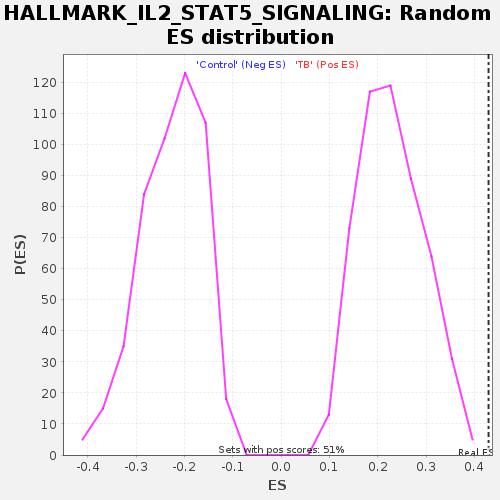 HALLMARK_IL2_STAT5_SIGNALING: Random
ES distribution
'Control' (Neg ES) 'TB' (Pos ES)
120
110
100
90
80
70
60
50
40
30
20
10
0
P(ES)
Sets with pos scores: 51%
Real ES
-0.4 -0.3 -0.2 -0.1 0.0 0.1 0.2 0.3 0.4
ES